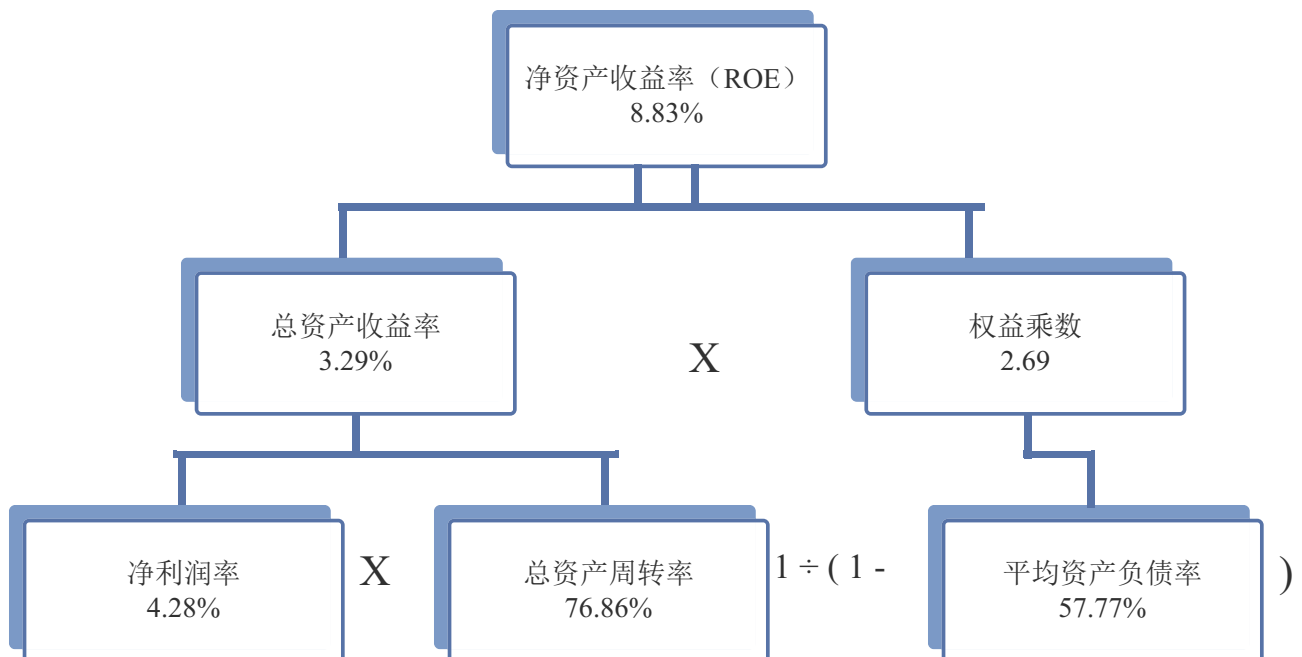 净资产收益率（ROE）
8.83%
总资产收益率
3.29%
X
权益乘数
2.69
净利润率
4.28%
X
总资产周转率
76.86%
1 ÷ ( 1 -
平均资产负债率
57.77%
)